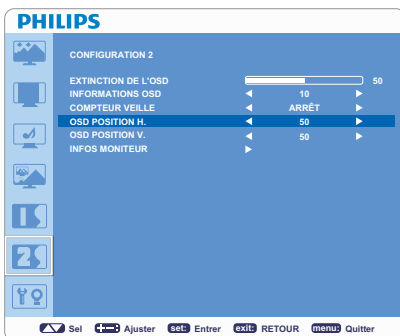 PHILIPS
CONFIGURATION 2
EXTINCTION DE L'OSD 50
INFORMATIONS OSD 10
COMPTEUR VEILLE ARRÊT
OSD POSITION H. 50
OSD POSITION V. 50
INFOS MONITEUR
Sel Ajuster set: Entrer exit: RETOUR menu: Quitter